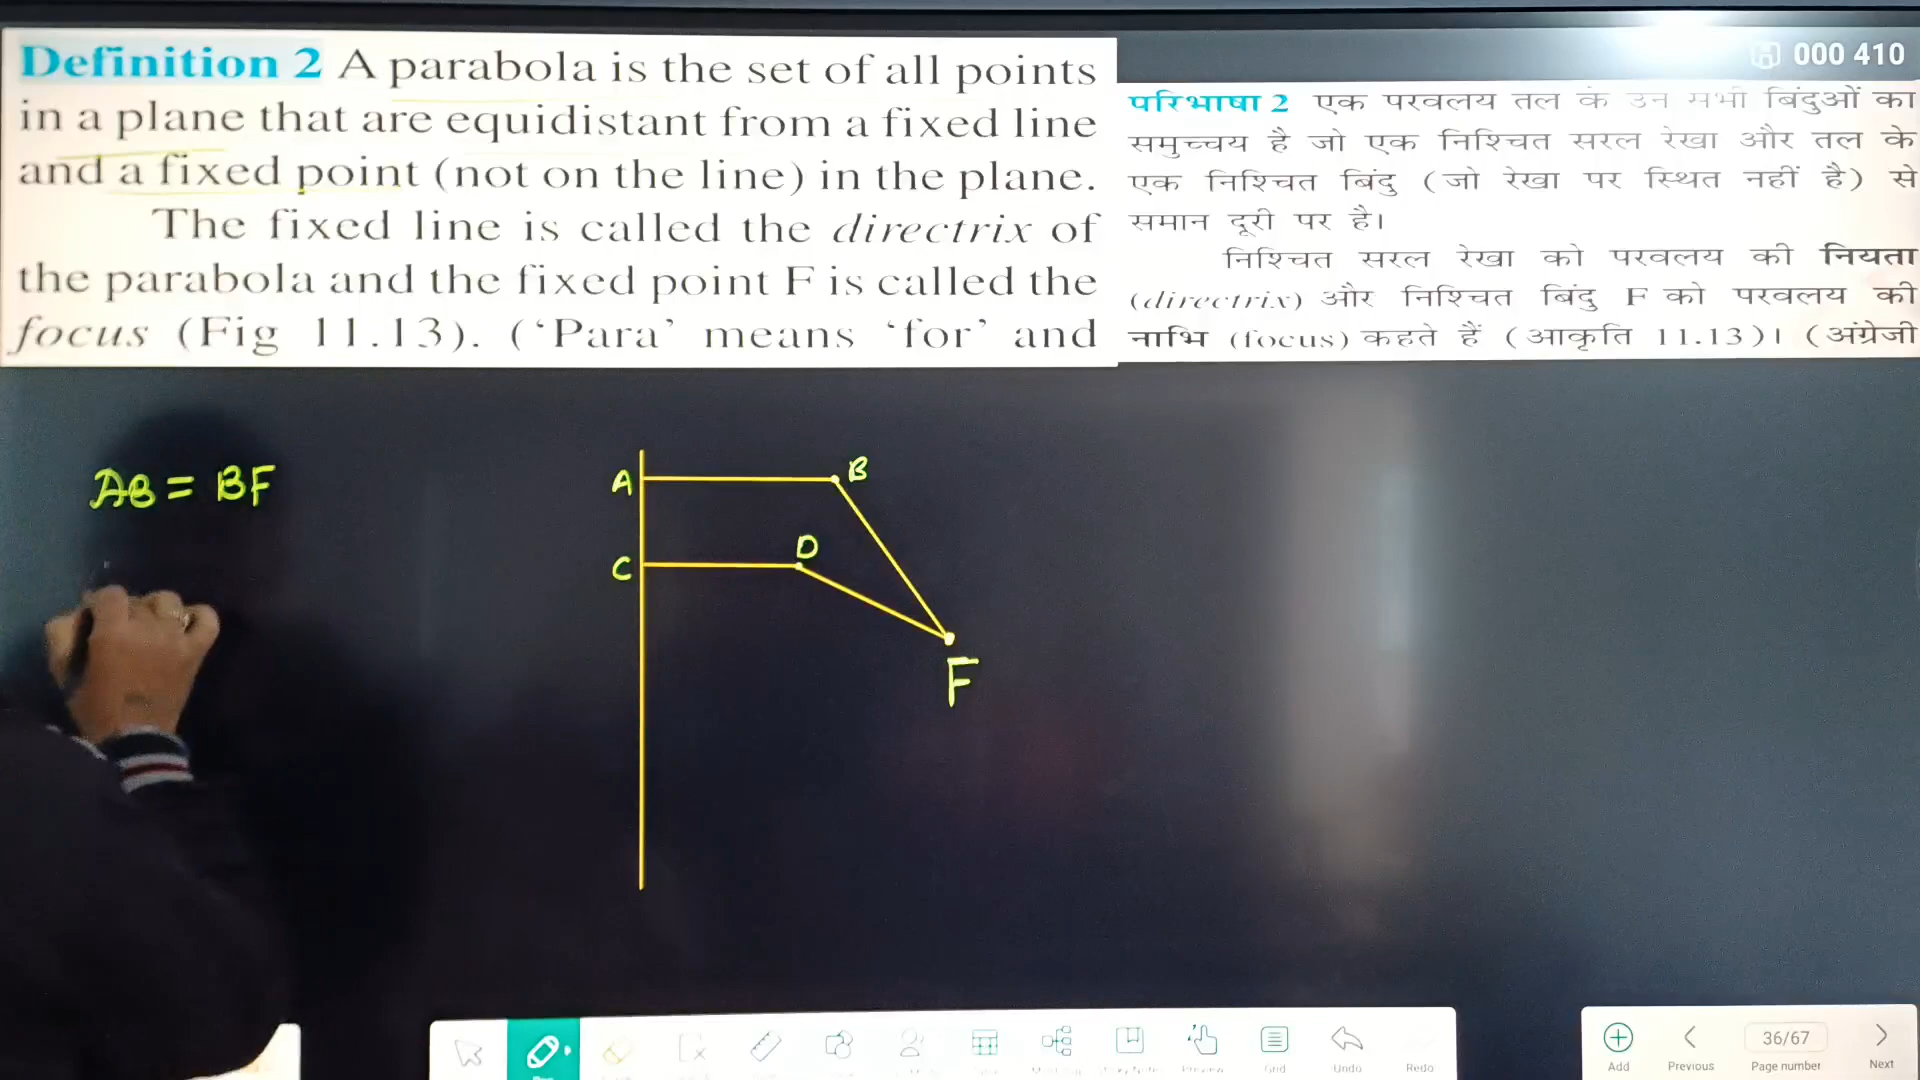 Definition 2 A parabola is the set of all points
in a plane that are equidistant from a fixed line
and a fixed point (not on the line) in the plane.
The fixed line is called the directrix of
the parabola and the fixed point F is called the
focus (Fig 11.13). (‘Para’ means ‘for’ and
000 410
परिभाषा 2 एक परवलय तल के उन सभी बिंदुओं का
समुच्चय है जो एक निश्चित सरल रेखा और तल के
एक निश्चित बिंदु (जो रेखा पर स्थित नहीं है) से
समान दूरी पर है।
निश्चित सरल रेखा को परवलय की नियता
(directrix) और निश्चित बिंदु F को परवलय की
नाभि (focus) कहते हैं (आकृति 11.13)। (अंग्रेजी
AB = BF
A
B
C
D
F
Grid
Undo
Redo
Add
Previous
36/67
Page number
Next